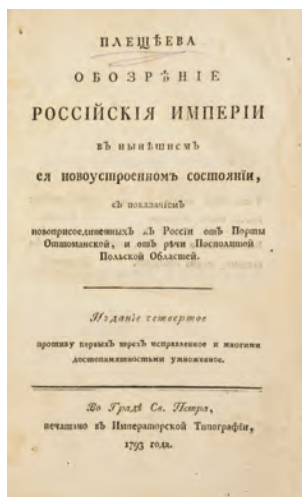 ПЛЕЩѢЕВА
ОБОЗРѢНІЕ
РОССІЙСКІЯ ИМПЕРІИ
въ нынѣшнемъ
ея новоустроенномъ состояніи,
съ показаніемъ
новоприсоединенныхъ къ Россіи отъ Порты
Оттоманской, и отъ рѣчи Посполитой
Польской Областей.
Изданіе четвертое
противу первыхъ трехъ исправленное и многими
достопамятностьми умноженное.
Во Градѣ Св. Петра,
печатано въ Императорской Типографіи,
1793 года.